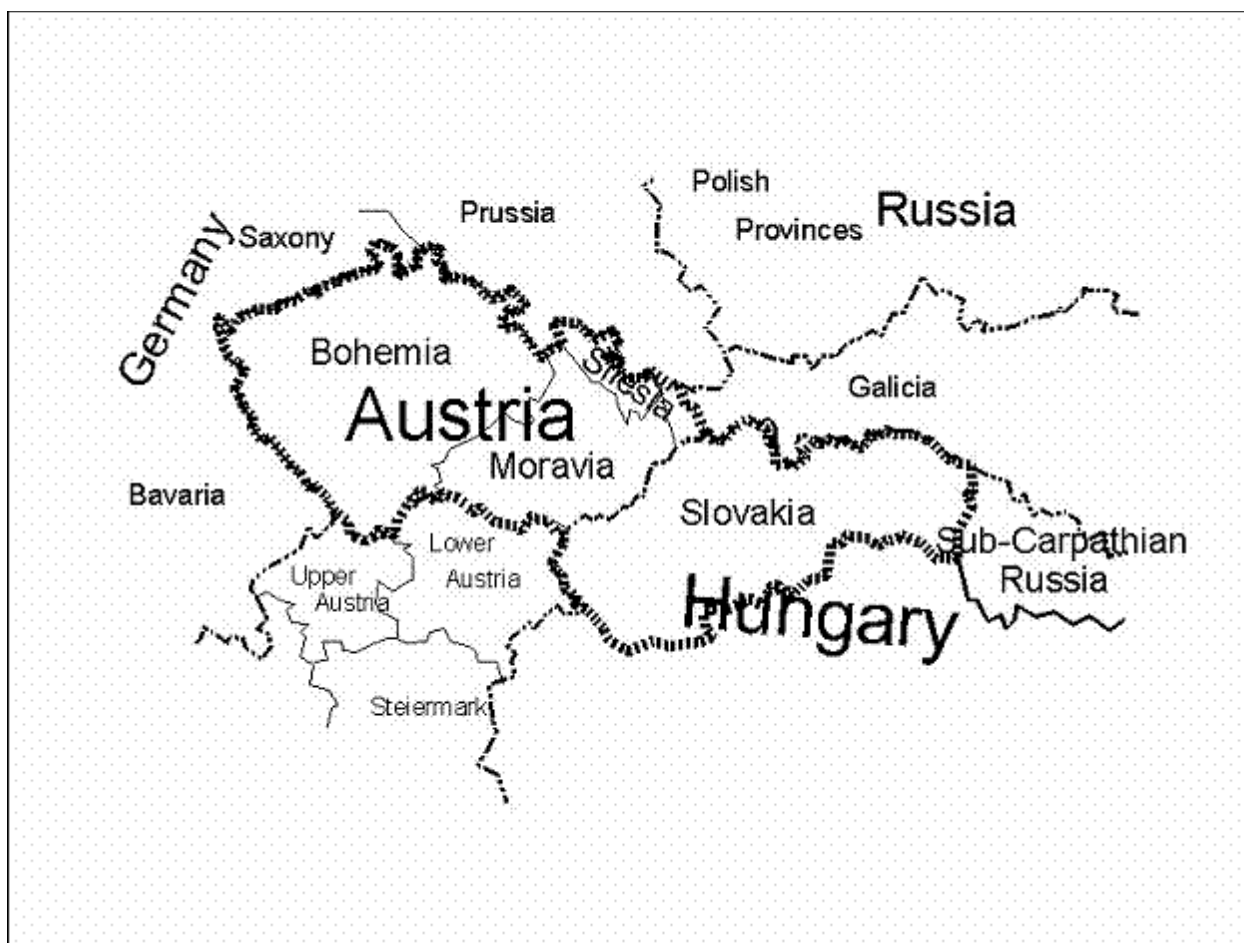 Polish
Provinces
Russia
Prussia
Saxony
Germany
Bohemia
Silesia
Galicia
Austria
Moravia
Bavaria
Slovakia
Lower
Austria
Upper
Austria
Sub-Carpathian
Russia
Hungary
Steiermark